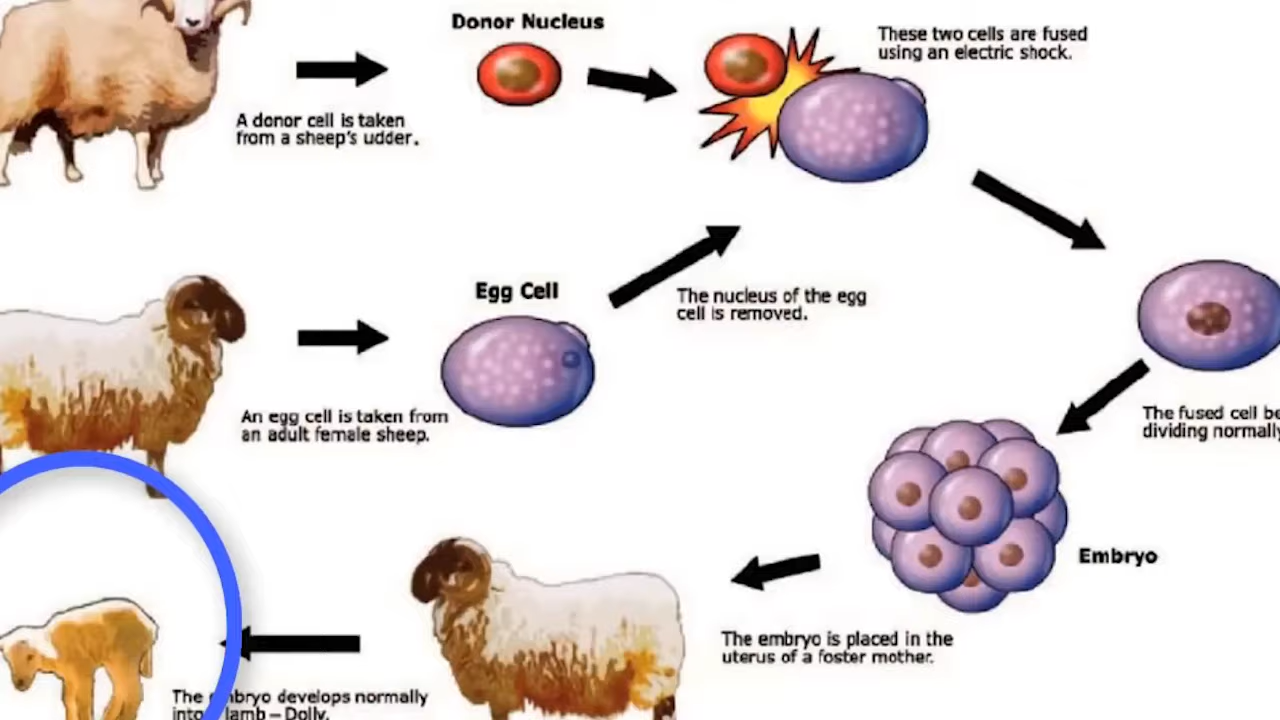 Donor Nucleus
These two cells are fused
using an electric shock.
A donor cell is taken
from a sheep's udder.
Egg Cell
The nucleus of the egg
cell is removed.
An egg cell is taken from
an adult female sheep.
The fused cell
dividing normally
Embryo
The embryo is placed in the
uterus of a foster mother.
The embryo develops normally
into lamb – Dolly.